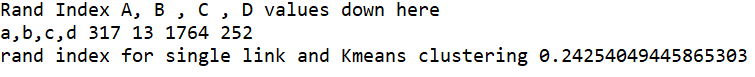 Rand Index A, B , C , D values down here
a,b,c,d 317 13 1764 252
rand index for single link and Kmeans clustering 0.24254049445865303